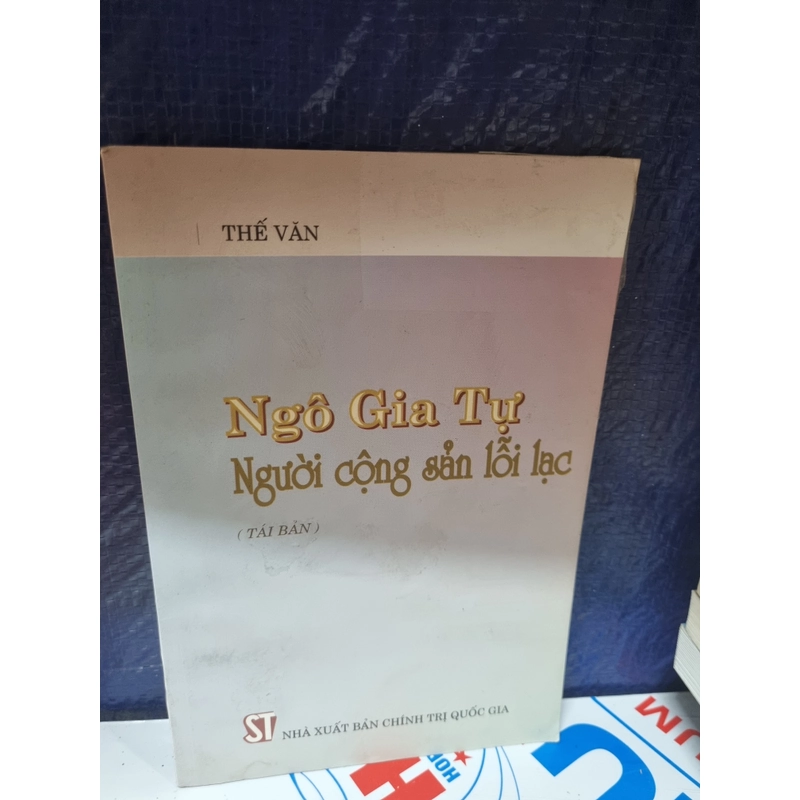 THẾ VĂN
Ngô Gia Tự
Người cộng sản lỗi lạc
( TÁI BẢN )
ST NHÀ XUẤT BẢN CHÍNH TRỊ QUỐC GIA